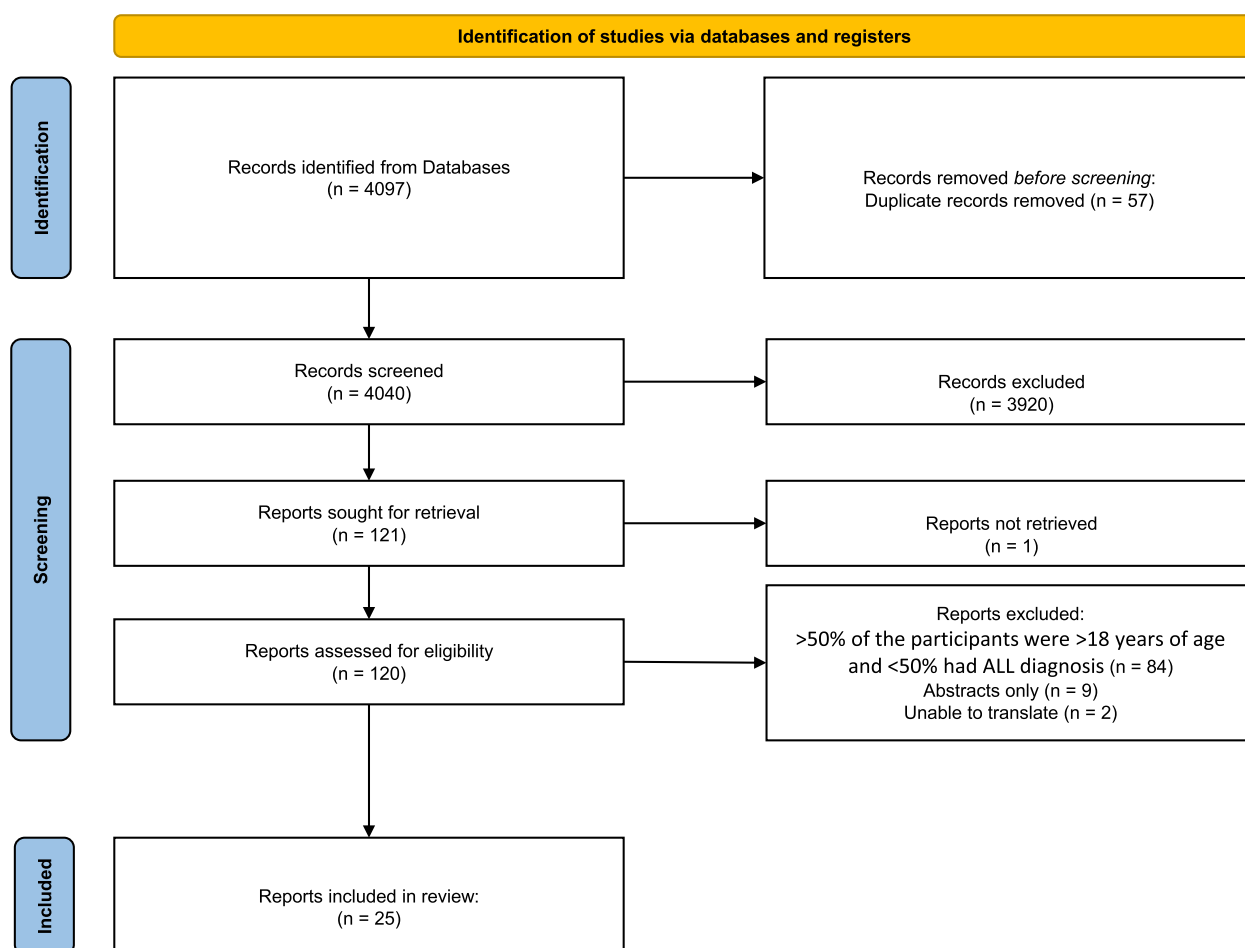 Identification of studies via databases and registers
Identification
Records identified from Databases
(n = 4097)
Records removed before screening:
Duplicate records removed (n = 57)
Screening
Records screened
(n = 4040)
Records excluded
(n = 3920)
Reports sought for retrieval
(n = 121)
Reports not retrieved
(n = 1)
Reports assessed for eligibility
(n = 120)
Reports excluded:
>50% of the participants were >18 years of age
and <50% had ALL diagnosis (n = 84)
Abstracts only (n = 9)
Unable to translate (n = 2)
Included
Reports included in review:
(n = 25)